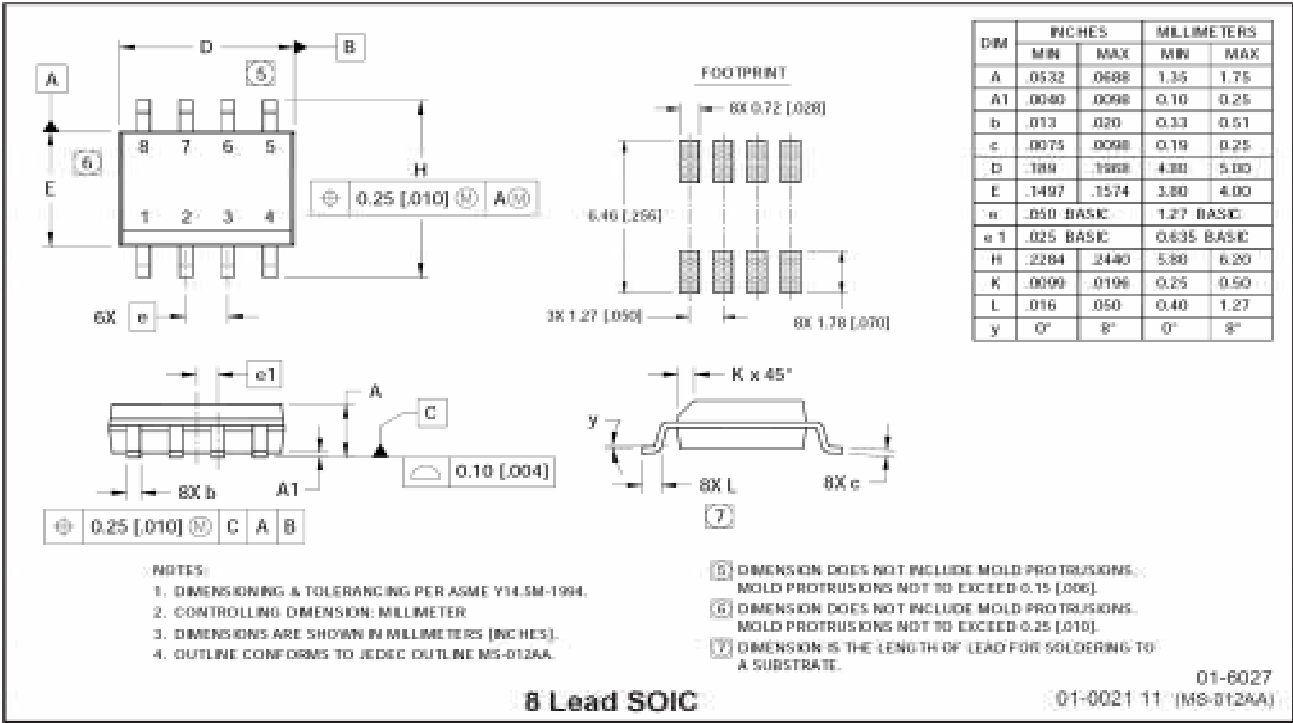 D
B
5
A
8 7 6 5
6
E
H
0.25 [.010] M A M
1 2 3 4
6X e
FOOTPRINT
8X 0.72 [.028]
6.46 [.255]
3X 1.27 [.050]
8X 1.78 [.070]
DIM INCHES MILLIMETERS
MIN MAX MIN MAX
A .0532 .0688 1.35 1.75
A1 .0040 .0098 0.10 0.25
b .013 .020 0.33 0.51
c .0075 .0098 0.19 0.25
D .189 .1968 4.80 5.00
E .1497 .1574 3.80 4.00
e .050 BASIC 1.27 BASIC
e 1 .025 BASIC 0.635 BASIC
H .2284 .2440 5.80 6.20
K .0099 .0196 0.25 0.50
L .016 .050 0.40 1.27
y 0° 8° 0° 8°
e1
A
C
0.10 [.004]
8X b
A1
0.25 [.010] M C A B
K x 45°
y
8X L
8X c
7
NOTES:
1. DIMENSIONING & TOLERANCING PER ASME Y14.5M-1994.
2. CONTROLLING DIMENSION: MILLIMETER
3. DIMENSIONS ARE SHOWN IN MILLIMETERS [INCHES].
4. OUTLINE CONFORMS TO JEDEC OUTLINE MS-012AA.
5 DIMENSION DOES NOT INCLUDE MOLD PROTRUSIONS.
MOLD PROTRUSIONS NOT TO EXCEED 0.15 [.006].
6 DIMENSION DOES NOT INCLUDE MOLD PROTRUSIONS.
MOLD PROTRUSIONS NOT TO EXCEED 0.25 [.010].
7 DIMENSION IS THE LENGTH OF LEAD FOR SOLDERING TO
A SUBSTRATE.
8 Lead SOIC
01-6027
01-0021 11 (MS-012AA)